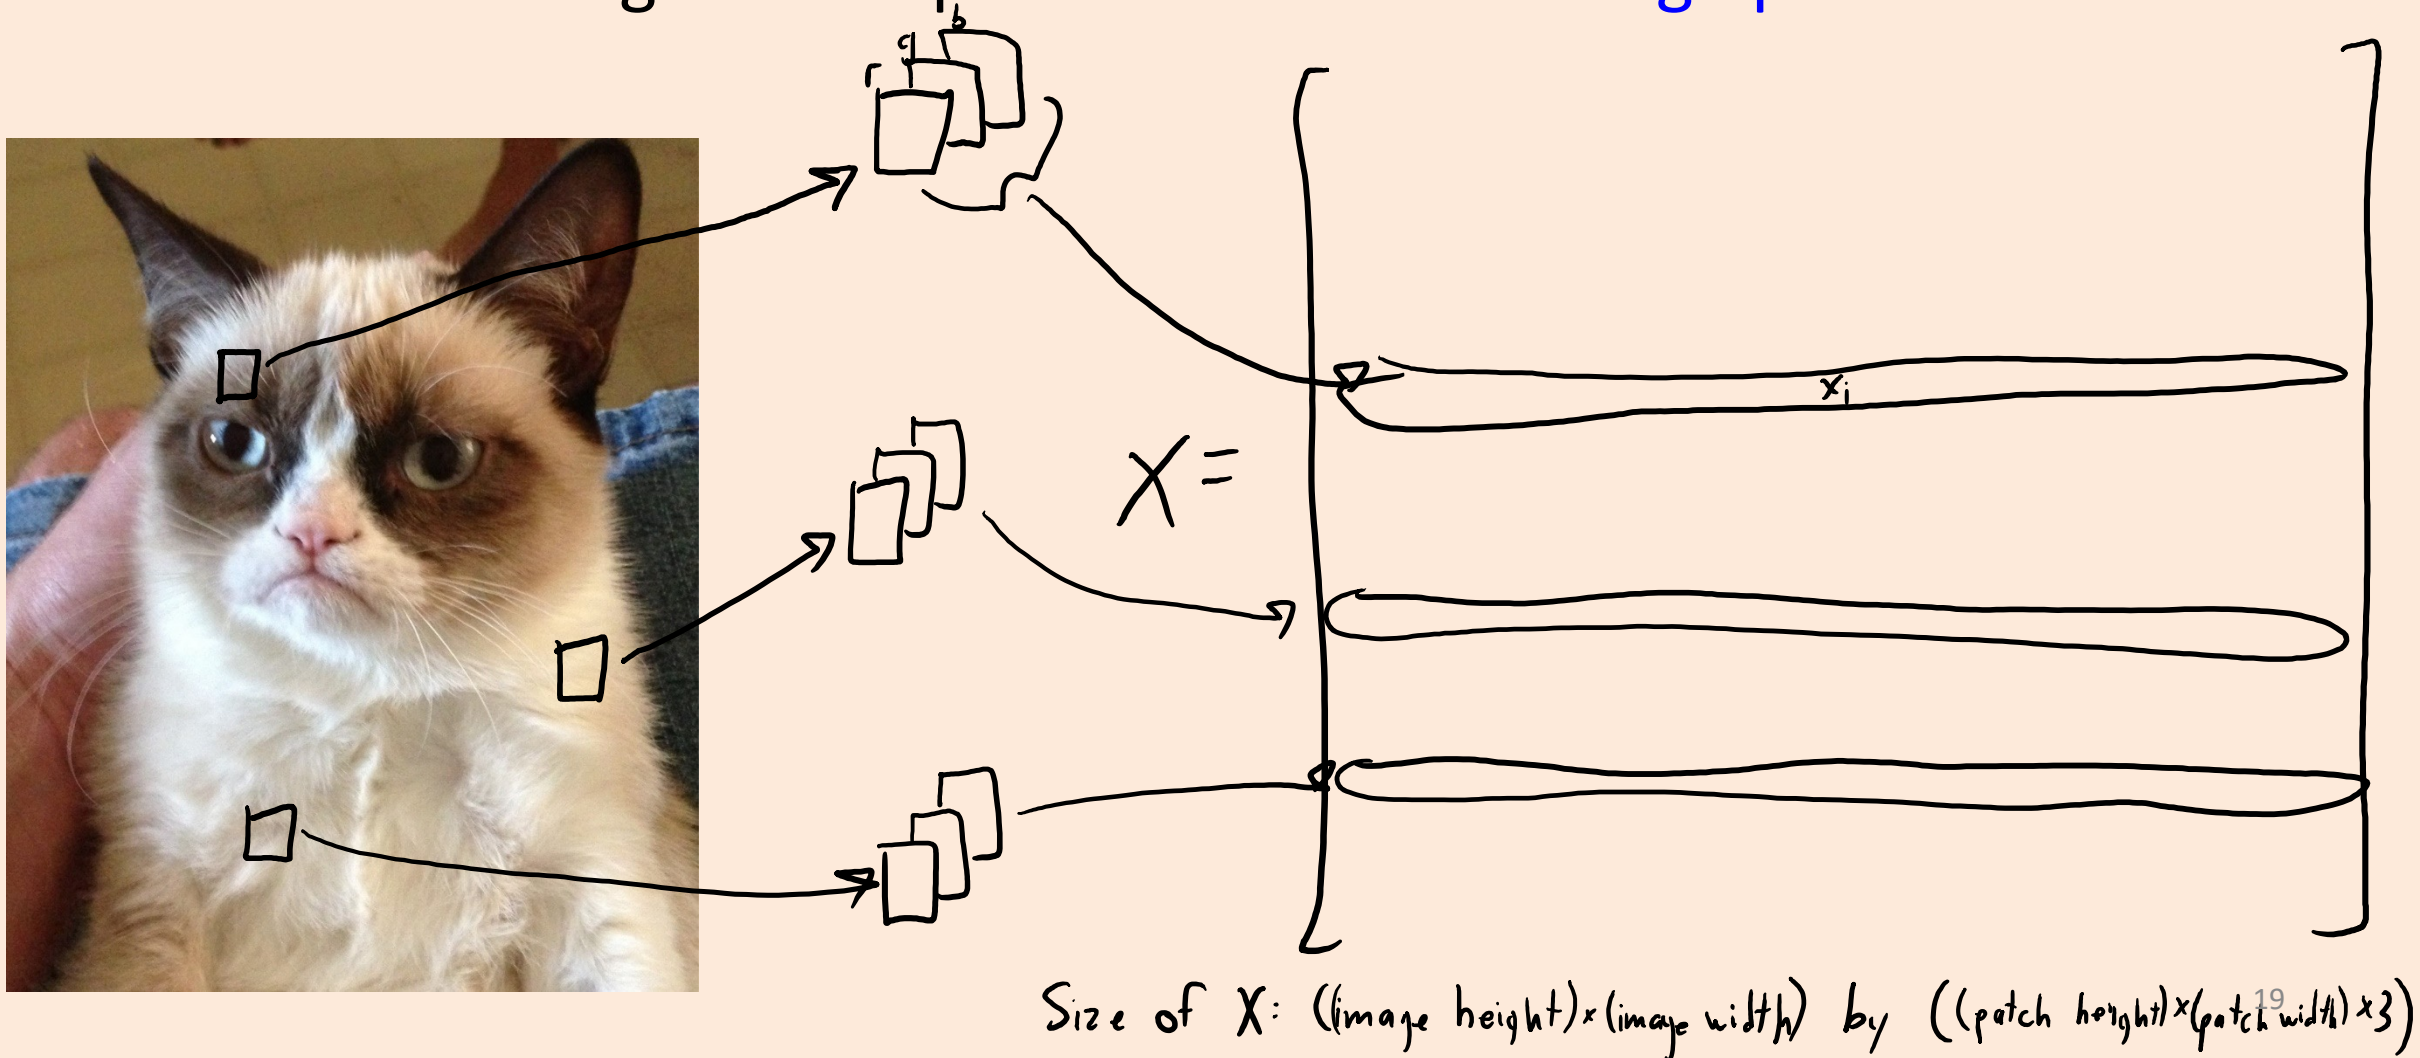 b
g
r
x_i
X =
Size of X: ((image height)×(image width)) by ((patch height)×(patch width)×3)
19